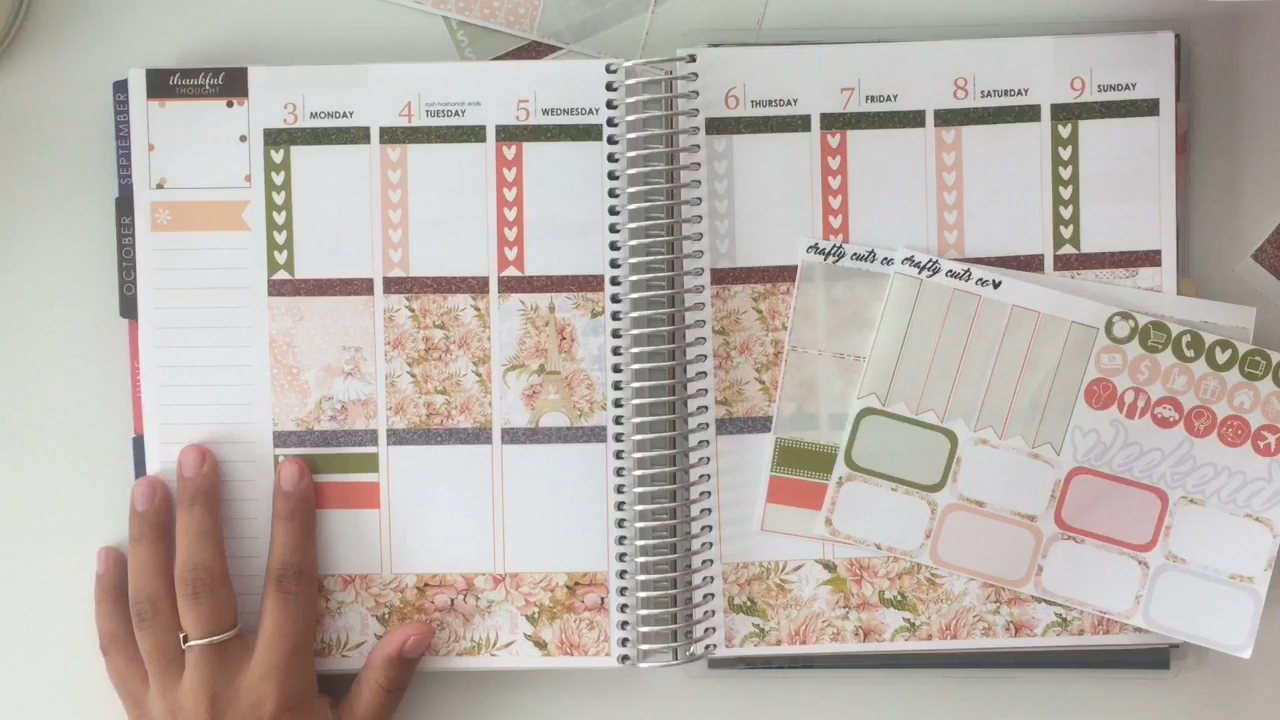 thankful
THOUGHT
SEPTEMBER
OCTOBER
JUNE
3 MONDAY
4 rosh hashanah ends
TUESDAY
5 WEDNESDAY
6 THURSDAY
7 FRIDAY
8 SATURDAY
9 SUNDAY
crafty cuts co
crafty cuts co
Weekend